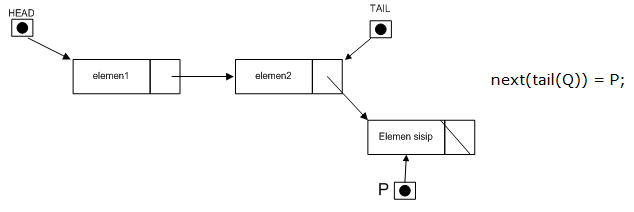 HEAD
TAIL
elemen1
elemen2
next(tail(Q)) = P;
Elemen sisip
P